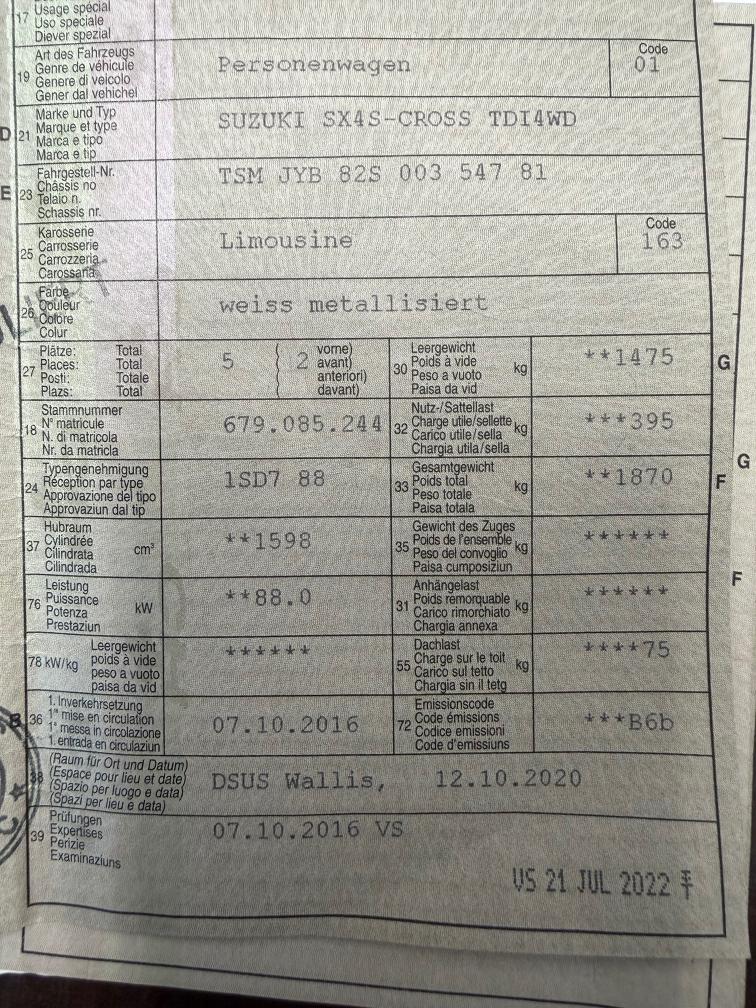 17 Usage spécial
Uso speciale
Diever spezial
19 Art des Fahrzeugs
Genre de véhicule
Genere di veicolo
Gener dal vehichel
Personenwagen
Code
01
D 21 Marke und Typ
Marque et type
Marca e tipo
Marca e tip
SUZUKI SX4S-CROSS TDI4WD
E 23 Fahrgestell-Nr.
Châssis no
Telaio n.
Schassis nr.
TSM JYB 82S 003 547 81
25 Karosserie
Carrosserie
Carrozzeria
Carossaria
Limousine
Code
163
26 Farbe
Couleur
Colore
Colur
weiss metallisiert
27 Plätze: Total
Places: Total
Posti: Totale
Plazs: Total
5 ( 2 vorne)
avant)
anteriori)
davant)
30 Leergewicht
Poids à vide
Peso a vuoto
Paisa da vid
kg
**1475
G
18 Stammnummer
N° matricule
N. di matricola
Nr. da matricla
679.085.244
32 Nutz-/Sattellast
Charge utile/sellette
Carico utile/sella
Chargia utila/sella
kg
***395
G
24 Typengenehmigung
Réception par type
Approvazione del tipo
Approvaziun dal tip
1SD7 88
33 Gesamtgewicht
Poids total
Peso totale
Paisa totala
kg
**1870
F
37 Hubraum
Cylindrée
Cilindrata
Cilindrada
cm³
**1598
35 Gewicht des Zuges
Poids de l'ensemble
Peso del convoglio
Paisa cumposiziun
kg
******
F
76 Leistung
Puissance
Potenza
Prestaziun
kW
**88.0
31 Anhängelast
Poids remorquable
Carico rimorchiato
Chargia annexa
kg
******
78 kW/kg Leergewicht
poids à vide
peso a vuoto
paisa da vid
******
55 Dachlast
Charge sur le toit
Carico sul tetto
Chargia sin il tetg
kg
****75
B 36 1. Inverkehrsetzung
1re mise en circulation
1a messa in circolazione
1. entrada en circulaziun
07.10.2016
72 Emissionscode
Code émissions
Codice emissioni
Code d'emissiuns
***B6b
38 (Raum für Ort und Datum)
(Espace pour lieu et date)
(Spazio per luogo e data)
(Spazi per lieu e data)
DSUS Wallis, 12.10.2020
39 Prüfungen
Expertises
Perizie
Examinaziuns
07.10.2016 VS
VS 21 JUL 2022